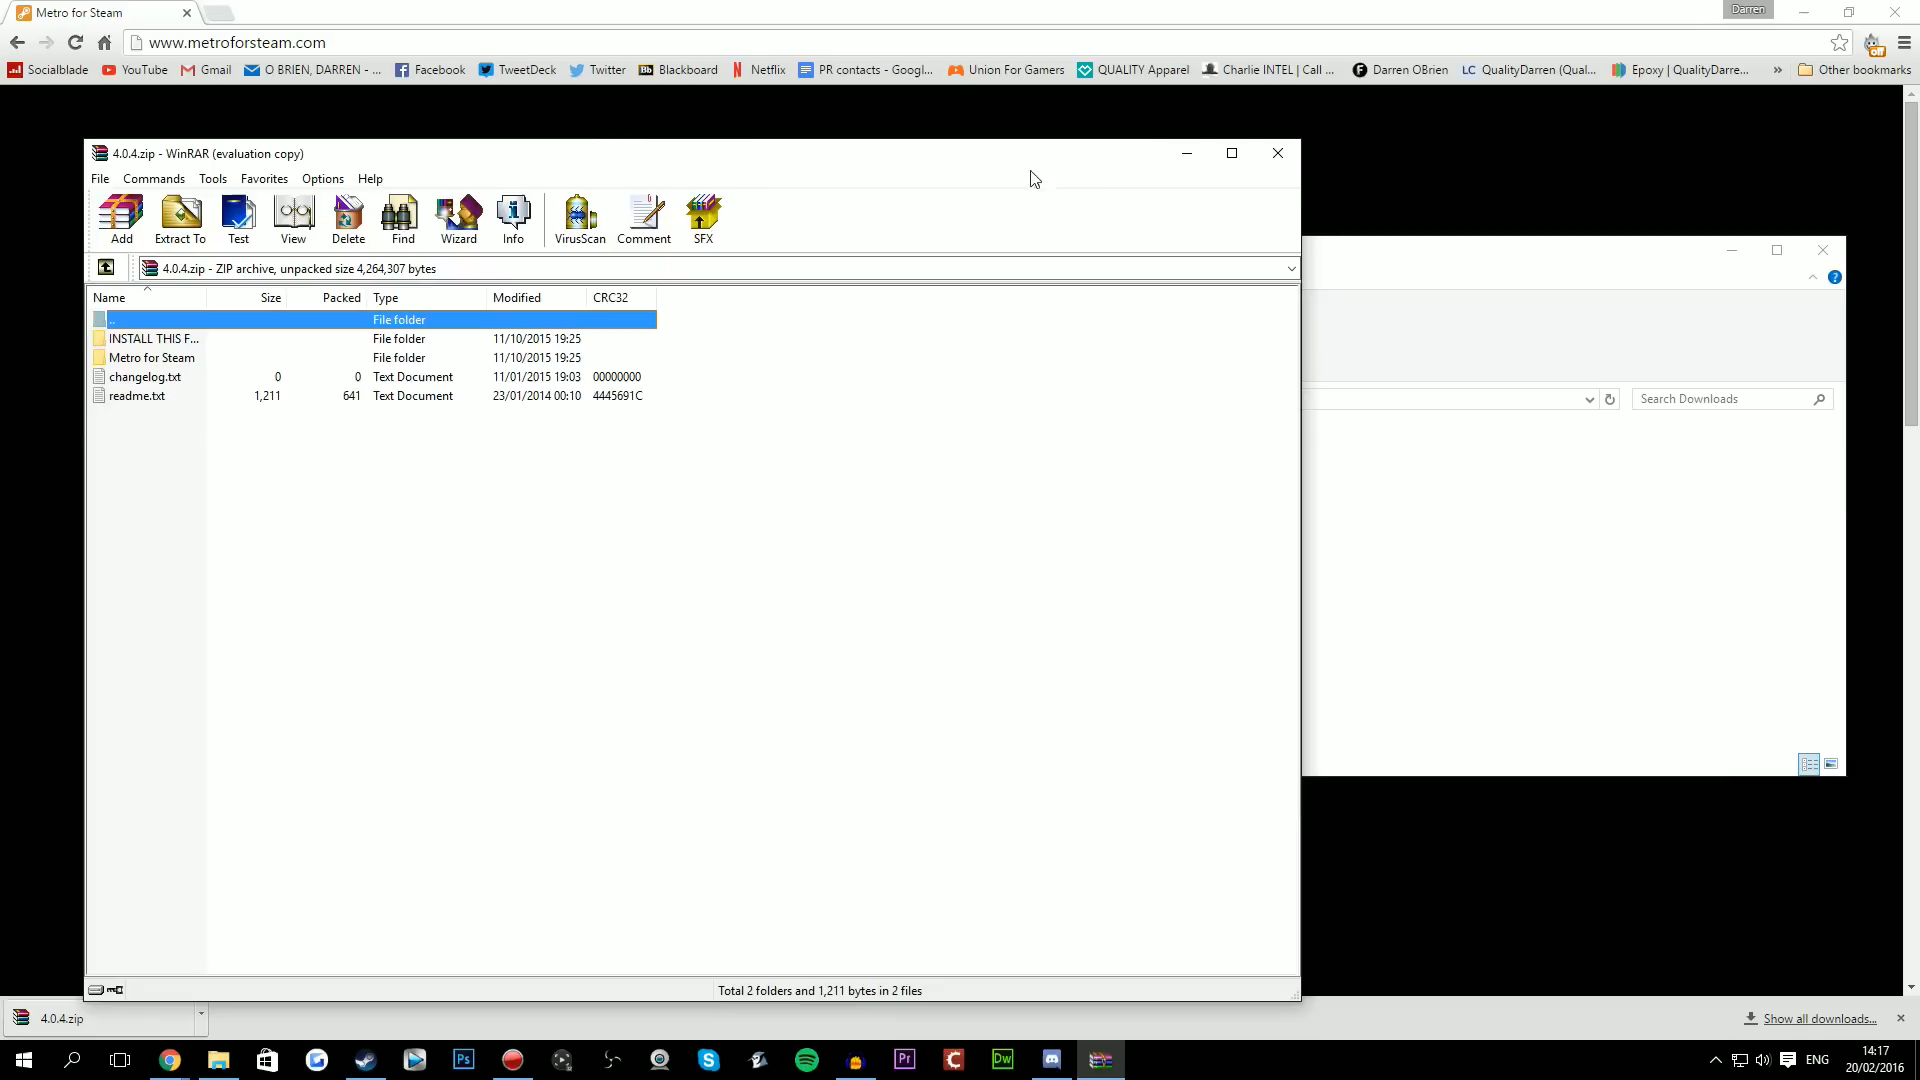 Metro for Steam
Darren
www.metroforsteam.com
off
Socialblade YouTube Gmail O BRIEN, DARREN - ... Facebook TweetDeck Twitter Bb Blackboard Netflix PR contacts - Googl... Union For Gamers QUALITY Apparel Charlie INTEL | Call ... Darren OBrien LC QualityDarren (Qual... Epoxy | QualityDarre... » Other bookmarks
4.0.4.zip - WinRAR (evaluation copy)
File Commands Tools Favorites Options Help
Add Extract To Test View Delete Find Wizard Info VirusScan Comment SFX
4.0.4.zip - ZIP archive, unpacked size 4,264,307 bytes
Name Size Packed Type Modified CRC32
.. File folder
INSTALL THIS F... File folder 11/10/2015 19:25
Metro for Steam File folder 11/10/2015 19:25
changelog.txt 0 0 Text Document 11/01/2015 19:03 00000000
readme.txt 1,211 641 Text Document 23/01/2014 00:10 4445691C
Search Downloads
Total 2 folders and 1,211 bytes in 2 files
4.0.4.zip
Show all downloads...
Ps Pr Dw
ENG
14:17
20/02/2016